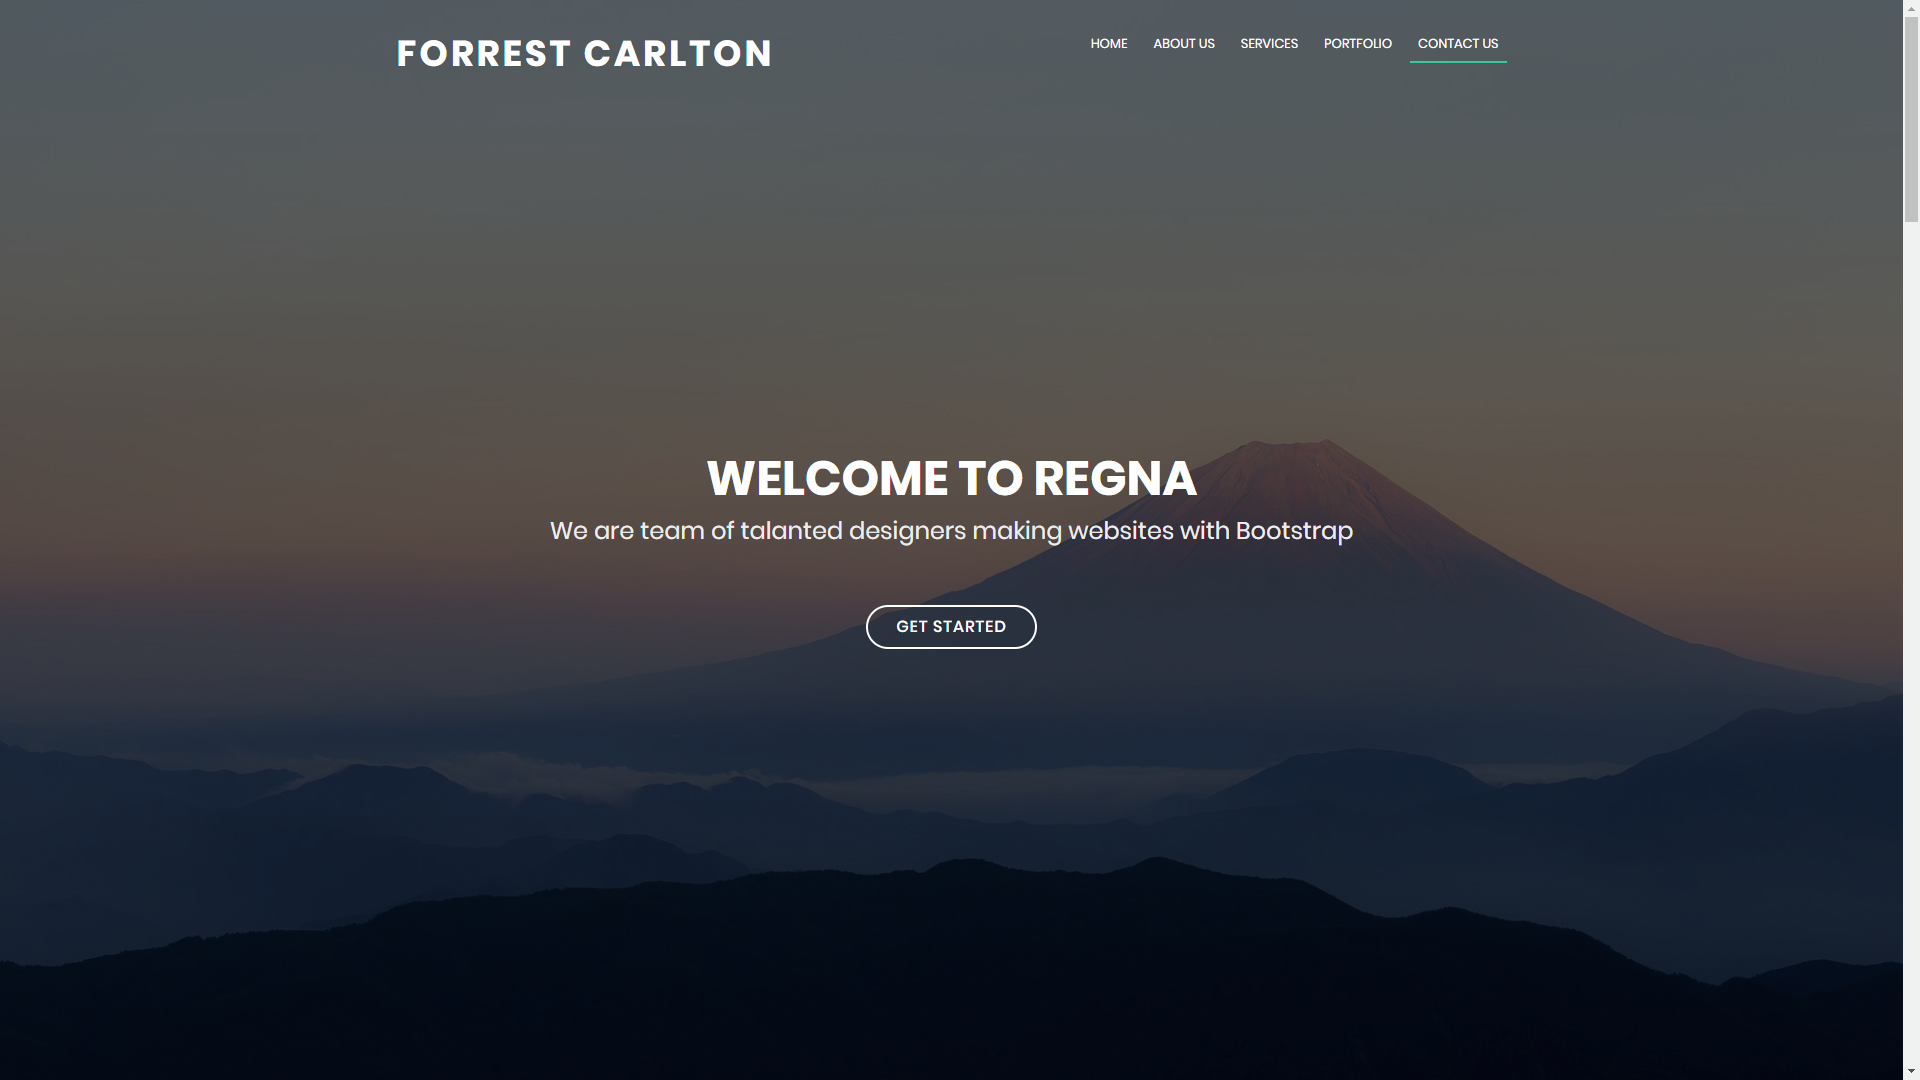 FORREST CARLTON
HOME
ABOUT US
SERVICES
PORTFOLIO
CONTACT US
WELCOME TO REGNA
We are team of talanted designers making websites with Bootstrap
GET STARTED